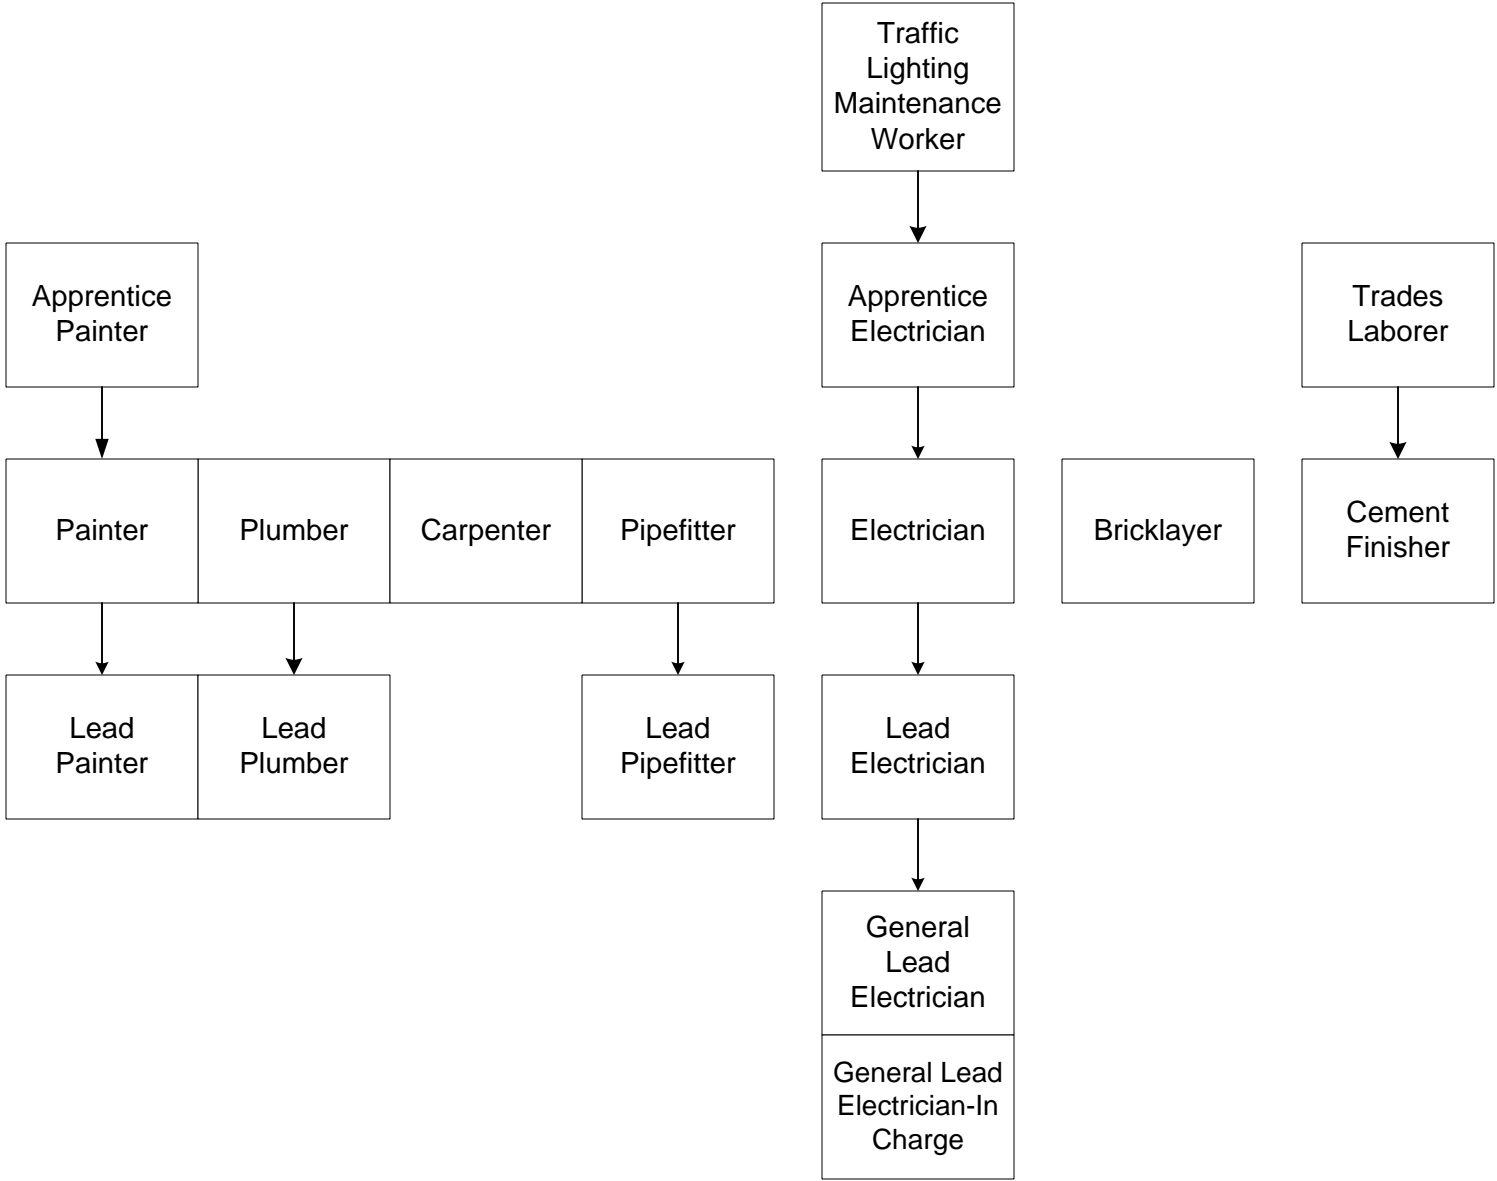 Traffic
Lighting
Maintenance
Worker
Apprentice
Painter
Apprentice
Electrician
Trades
Laborer
Painter
Plumber
Carpenter
Pipefitter
Electrician
Bricklayer
Cement
Finisher
Lead
Painter
Lead
Plumber
Lead
Pipefitter
Lead
Electrician
General
Lead
Electrician
General Lead
Electrician-In
Charge